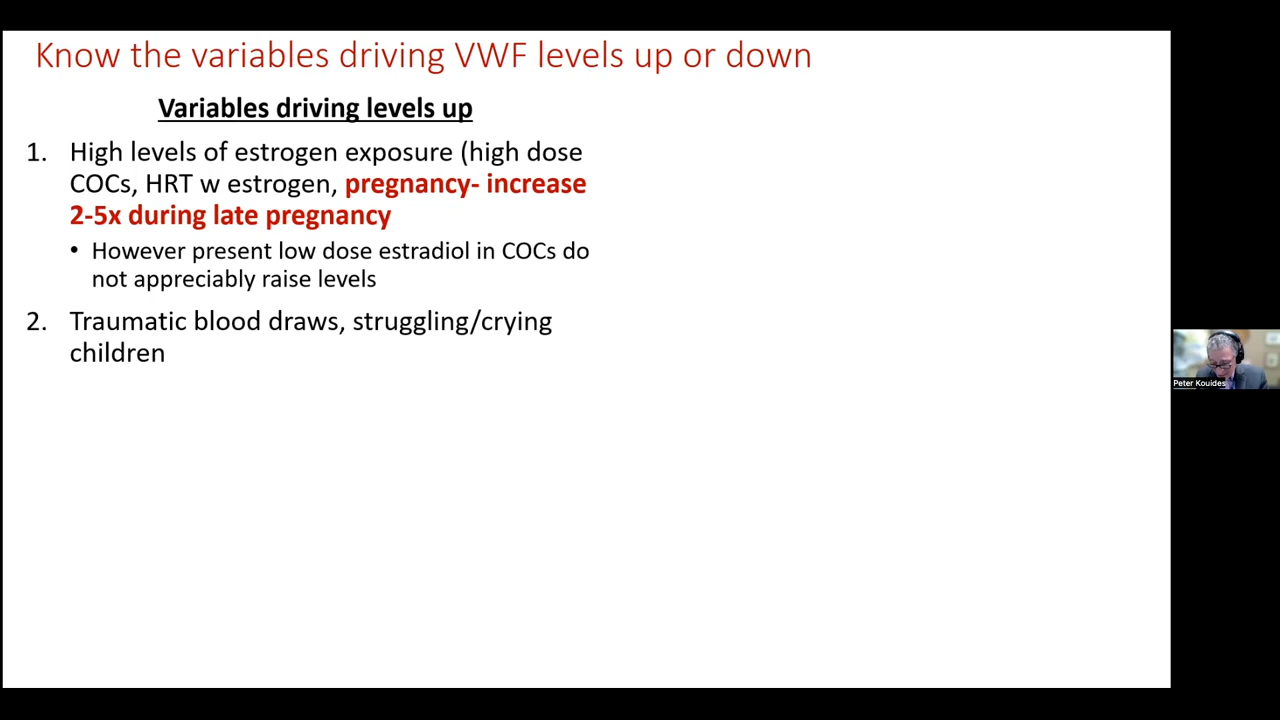 Know the variables driving VWF levels up or down
Variables driving levels up
1. High levels of estrogen exposure (high dose
COCs, HRT w estrogen, pregnancy- increase
2-5x during late pregnancy
• However present low dose estradiol in COCs do
not appreciably raise levels
2. Traumatic blood draws, struggling/crying
children
Peter Kouides